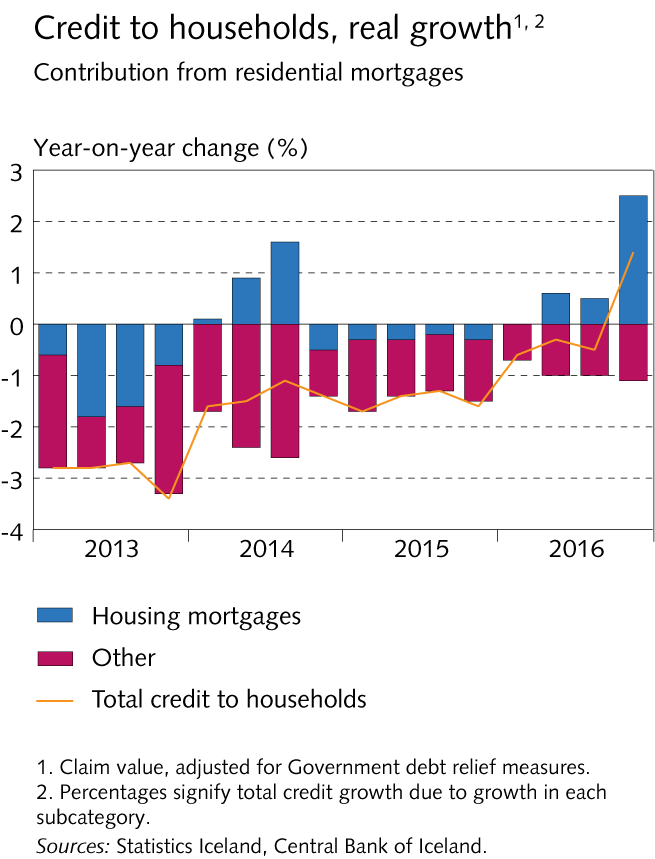 Credit to households, real growth1, 2
Contribution from residential mortgages
Year-on-year change (%)
3
2
1
0
-1
-2
-3
-4
2013 2014 2015 2016
Housing mortgages
Other
Total credit to households
1. Claim value, adjusted for Government debt relief measures.
2. Percentages signify total credit growth due to growth in each
subcategory.
Sources: Statistics Iceland, Central Bank of Iceland.